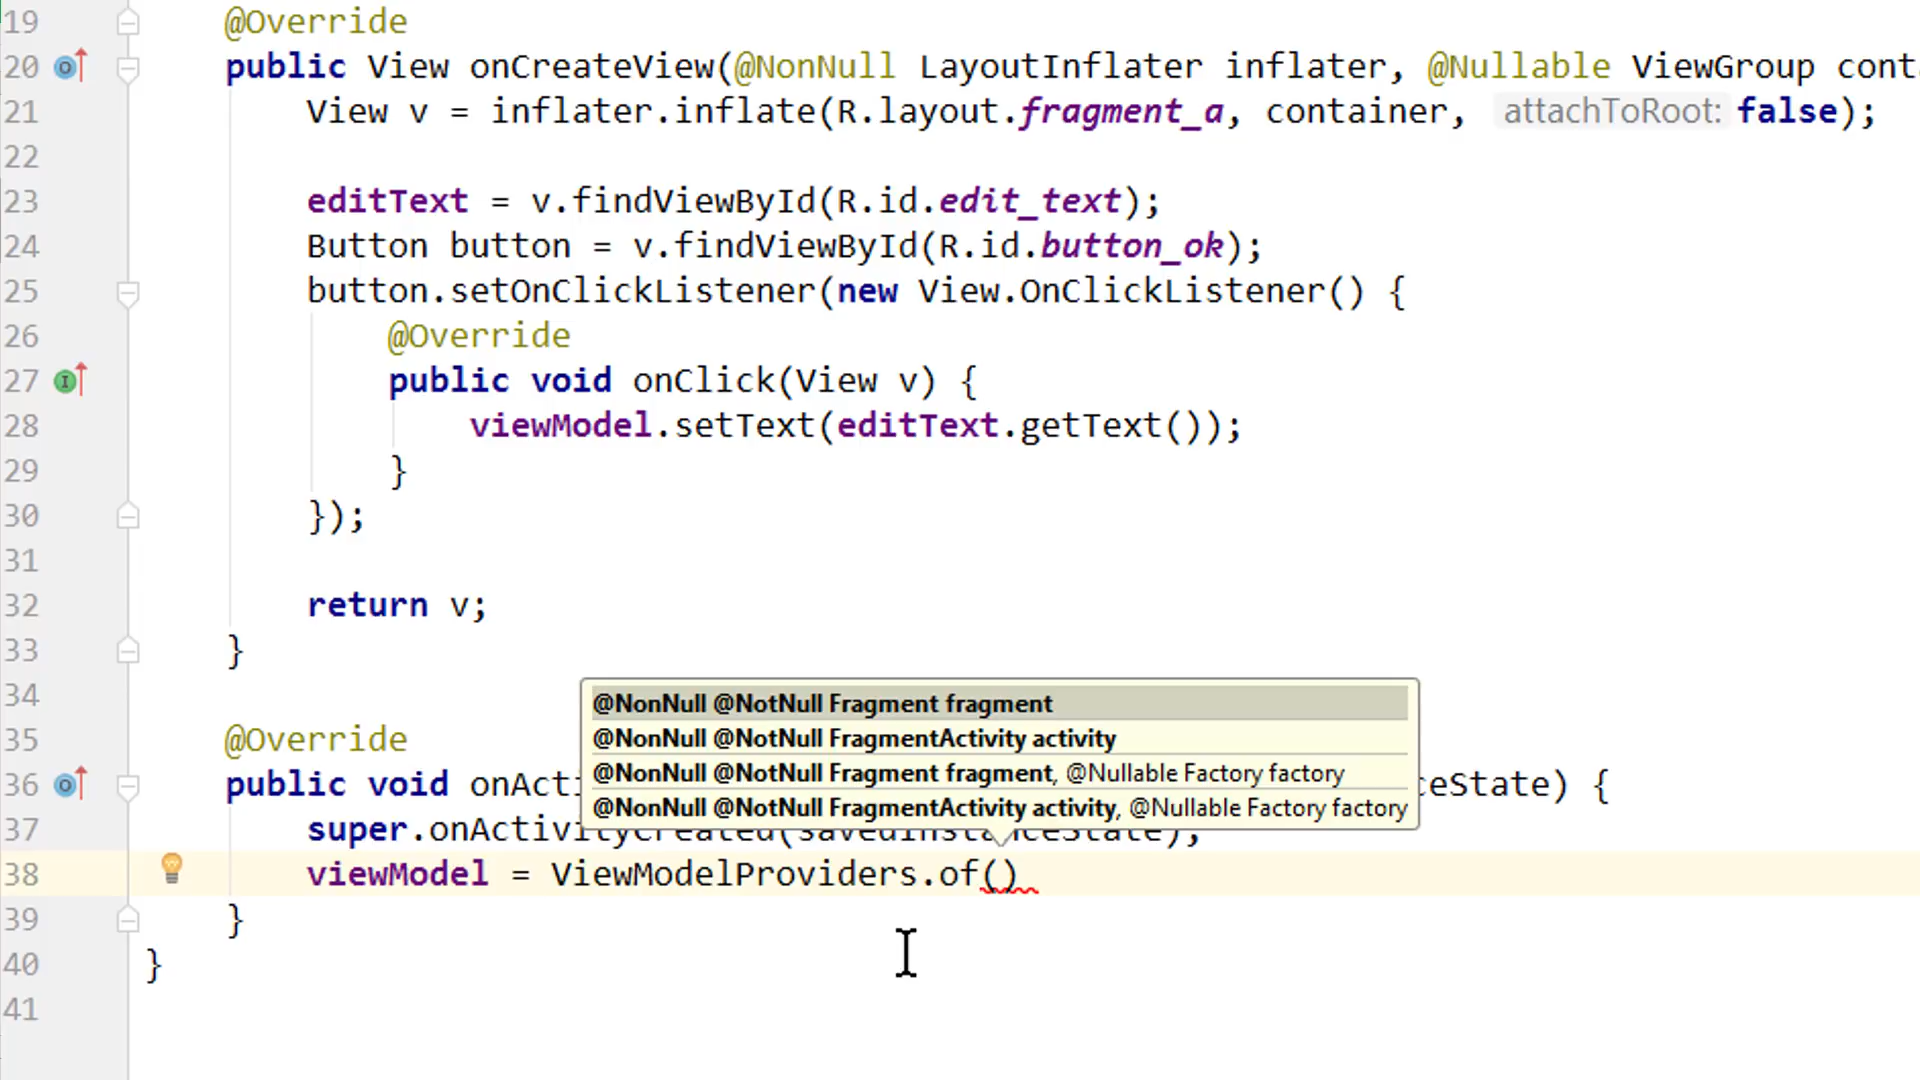 19 @Override
20 public View onCreateView(@NonNull LayoutInflater inflater, @Nullable ViewGroup conta
21 View v = inflater.inflate(R.layout.fragment_a, container, attachToRoot: false);
22
23 editText = v.findViewById(R.id.edit_text);
24 Button button = v.findViewById(R.id.button_ok);
25 button.setOnClickListener(new View.OnClickListener() {
26 @Override
27 public void onClick(View v) {
28 viewModel.setText(editText.getText());
29 }
30 });
31
32 return v;
33 }
34
@NonNull @NotNull Fragment fragment
35 @Override
@NonNull @NotNull FragmentActivity activity
@NonNull @NotNull Fragment fragment, @Nullable Factory factory
36 public void onActi ceState) {
@NonNull @NotNull FragmentActivity activity, @Nullable Factory factory
37 super.onActivityCreated(savedInstanceState);
38 viewModel = ViewModelProviders.of()
39 }
40 }
41